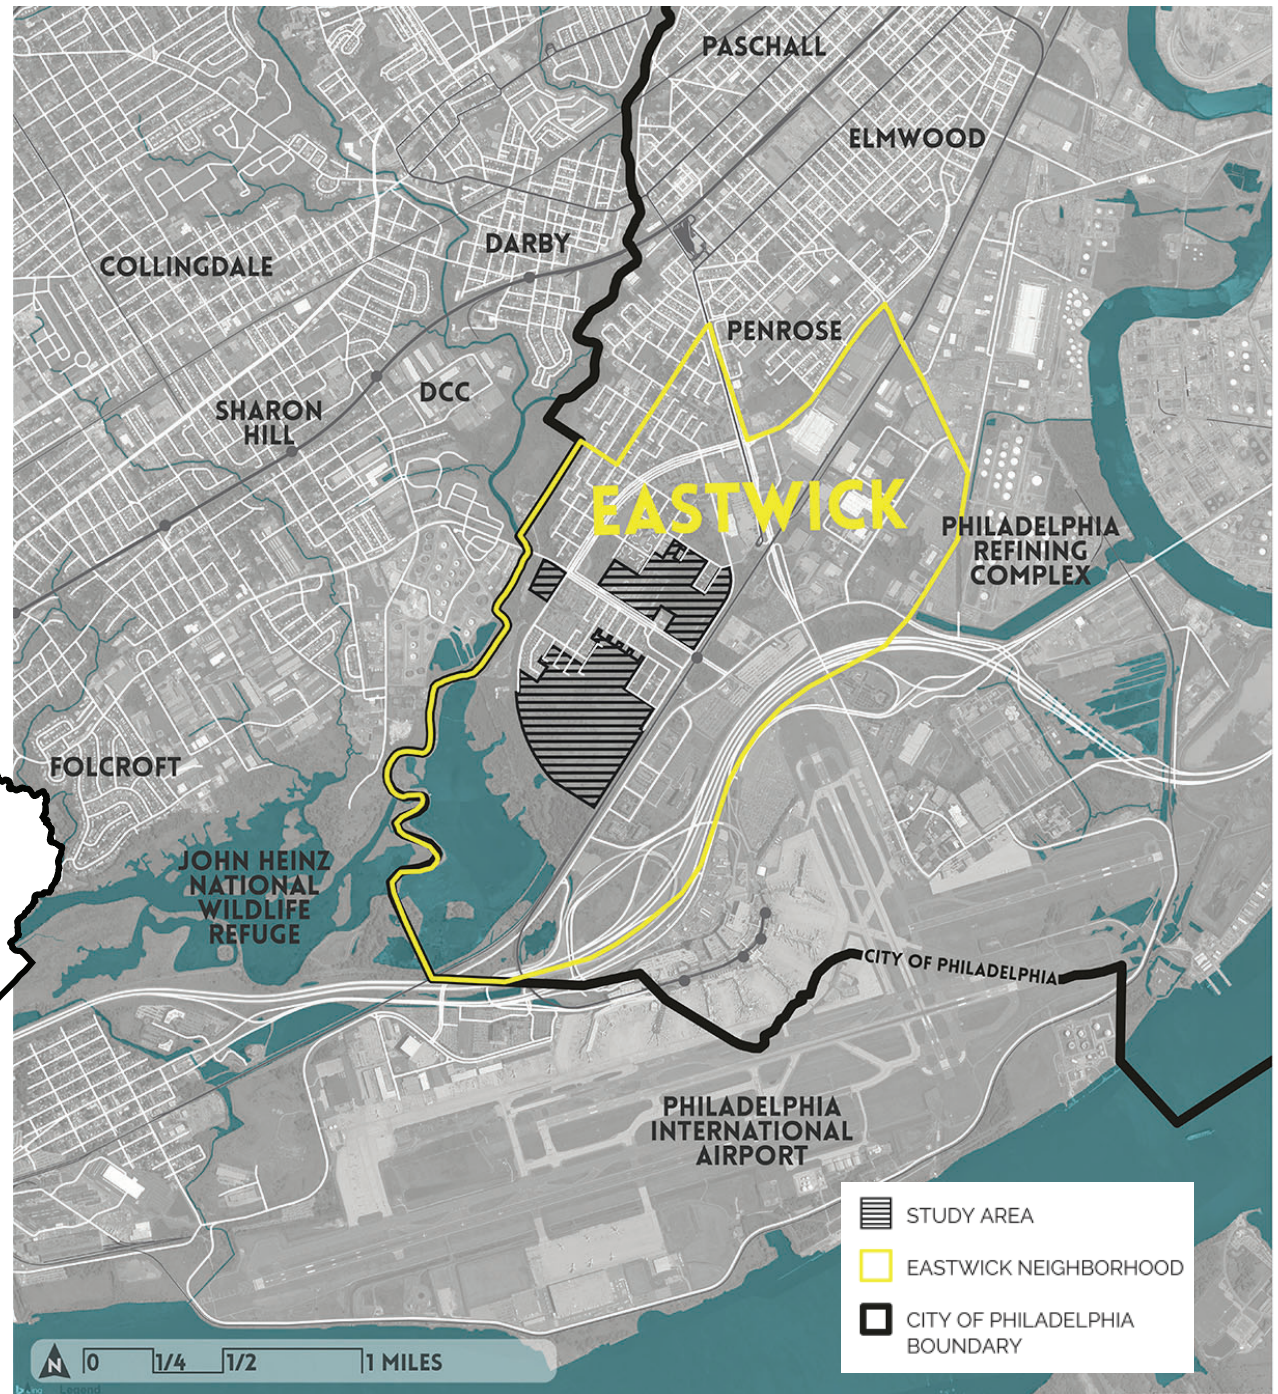 PASCHALL
ELMWOOD
DARBY
COLLINGDALE
PENROSE
DCC
SHARON
HILL
EASTWICK
PHILADELPHIA
REFINING
COMPLEX
FOLCROFT
JOHN HEINZ
NATIONAL
WILDLIFE
REFUGE
CITY OF PHILADELPHIA
PHILADELPHIA
INTERNATIONAL
AIRPORT
STUDY AREA
EASTWICK NEIGHBORHOOD
CITY OF PHILADELPHIA
BOUNDARY
N 0 1/4 1/2 1 MILES
bing Legend